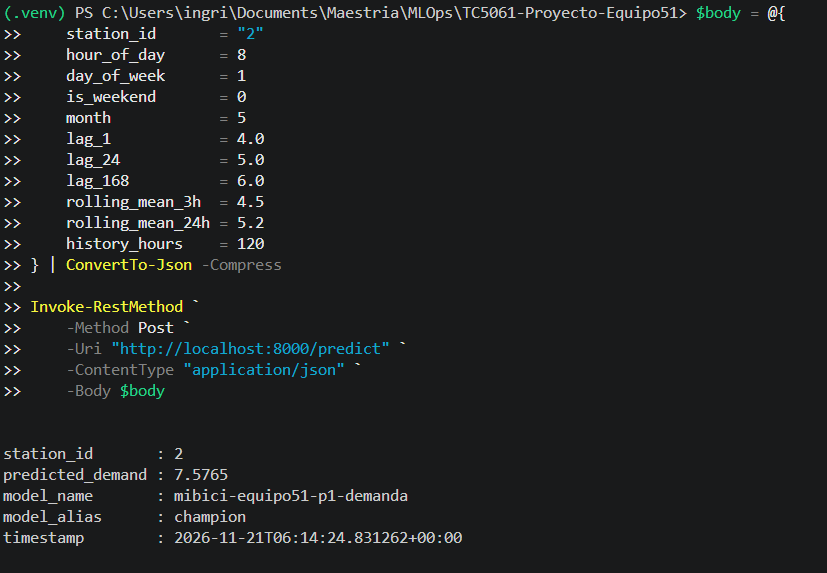 (.venv) PS C:\Users\ingri\Documents\Maestria\MLOps\TC5061-Proyecto-Equipo51> $body = @{
>>     station_id       = "2"
>>     hour_of_day      = 8
>>     day_of_week      = 1
>>     is_weekend       = 0
>>     month            = 5
>>     lag_1            = 4.0
>>     lag_24           = 5.0
>>     lag_168          = 6.0
>>     rolling_mean_3h  = 4.5
>>     rolling_mean_24h = 5.2
>>     history_hours    = 120
>> } | ConvertTo-Json -Compress
>>
>> Invoke-RestMethod `
>>     -Method Post `
>>     -Uri "http://localhost:8000/predict" `
>>     -ContentType "application/json" `
>>     -Body $body
station_id       : 2
predicted_demand : 7.5765
model_name       : mibici-equipo51-p1-demanda
model_alias      : champion
timestamp        : 2026-11-21T06:14:24.831262+00:00